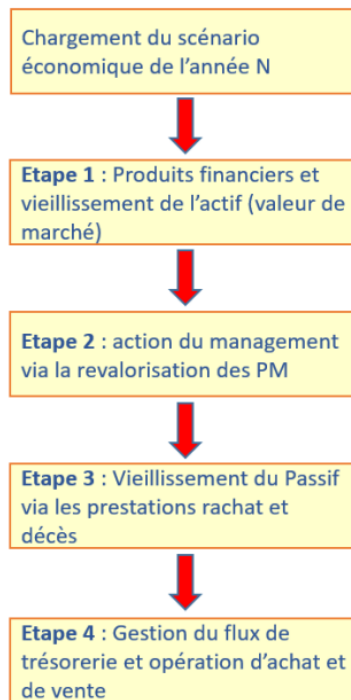 Chargement du scénario
économique de l'année N
Etape 1 : Produits financiers et
vieillissement de l'actif (valeur de
marché)
Etape 2 : action du management
via la revalorisation des PM
Etape 3 : Vieillissement du Passif
via les prestations rachat et
décès
Etape 4 : Gestion du flux de
trésorerie et opération d'achat et
de vente